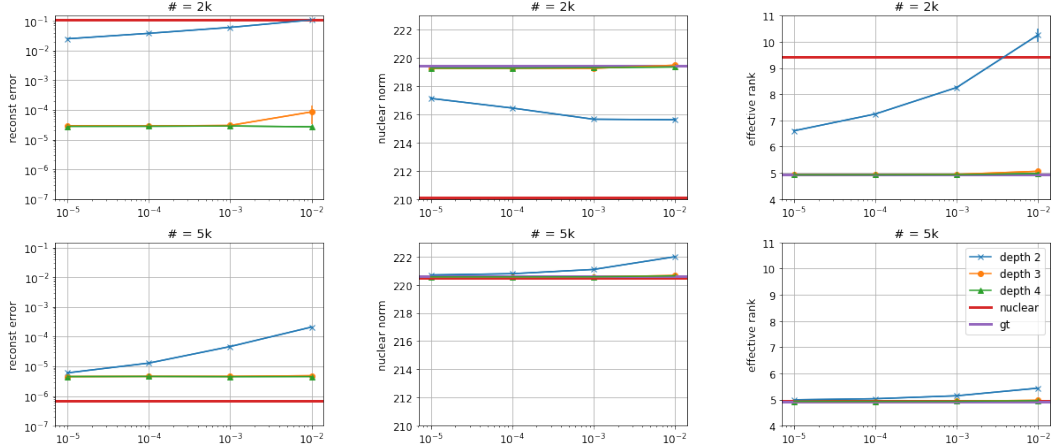 # = 2k
reconst error
10⁻¹
10⁻²
10⁻³
10⁻⁴
10⁻⁵
10⁻⁶
10⁻⁷
10⁻⁵ 10⁻⁴ 10⁻³ 10⁻²
# = 2k
nuclear norm
222
220
218
216
214
212
210
10⁻⁵ 10⁻⁴ 10⁻³ 10⁻²
# = 2k
effective rank
11
10
9
8
7
6
5
4
10⁻⁵ 10⁻⁴ 10⁻³ 10⁻²
# = 5k
reconst error
10⁻¹
10⁻²
10⁻³
10⁻⁴
10⁻⁵
10⁻⁶
10⁻⁷
10⁻⁵ 10⁻⁴ 10⁻³ 10⁻²
# = 5k
nuclear norm
222
220
218
216
214
212
210
10⁻⁵ 10⁻⁴ 10⁻³ 10⁻²
# = 5k
effective rank
11
10
9
8
7
6
5
4
10⁻⁵ 10⁻⁴ 10⁻³ 10⁻²
depth 2
depth 3
depth 4
nuclear
gt